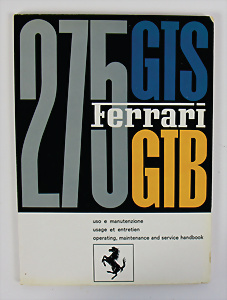 275 GTS
Ferrari
GTB
uso e manutenzione
usage et entretien
operating, maintenance and service handbook